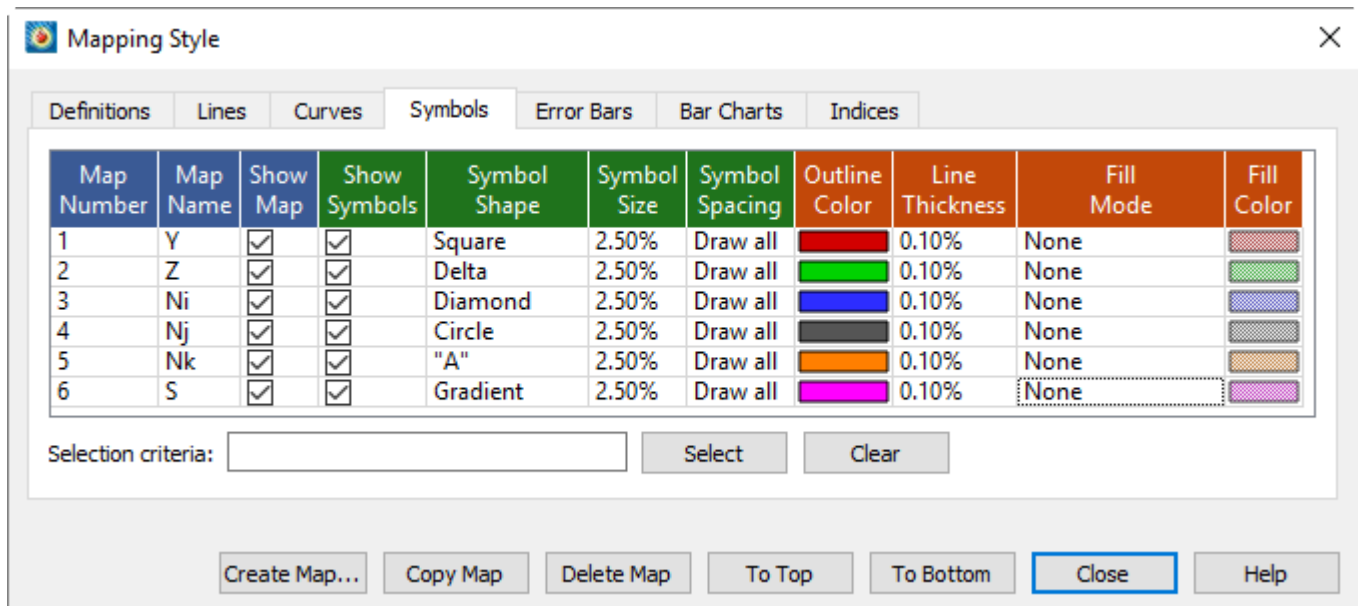 Mapping Style
Definitions Lines Curves Symbols Error Bars Bar Charts Indices
Map Number Map Name Show Map Show Symbols Symbol Shape Symbol Size Symbol Spacing Outline Color Line Thickness Fill Mode Fill Color
1 Y Square 2.50% Draw all 0.10% None
2 Z Delta 2.50% Draw all 0.10% None
3 Ni Diamond 2.50% Draw all 0.10% None
4 Nj Circle 2.50% Draw all 0.10% None
5 Nk "A" 2.50% Draw all 0.10% None
6 S Gradient 2.50% Draw all 0.10% None
Selection criteria: Select Clear
Create Map... Copy Map Delete Map To Top To Bottom Close Help